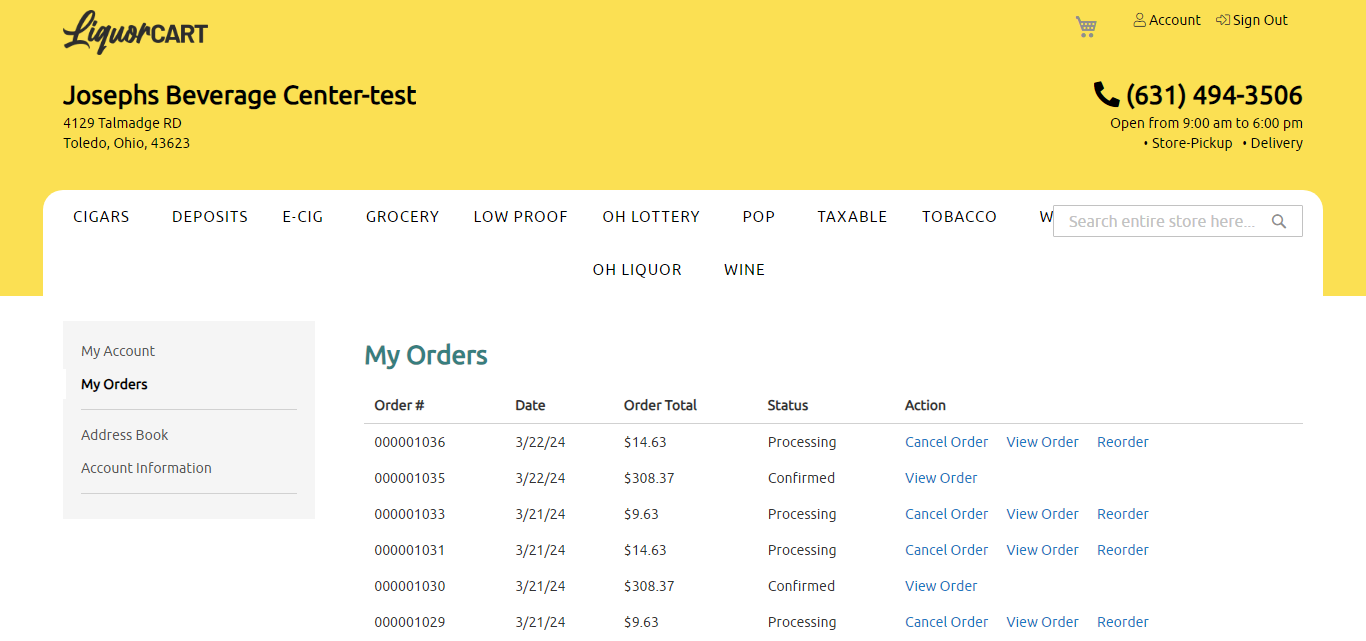 LiquorCART
Account Sign Out
Josephs Beverage Center-test
4129 Talmadge RD
Toledo, Ohio, 43623
(631) 494-3506
Open from 9:00 am to 6:00 pm
• Store-Pickup • Delivery
CIGARS DEPOSITS E-CIG GROCERY LOW PROOF OH LOTTERY POP TAXABLE TOBACCO
Search entire store here...
OH LIQUOR WINE
My Account
My Orders
Address Book
Account Information
My Orders
Order # Date Order Total Status Action
000001036 3/22/24 $14.63 Processing Cancel Order View Order Reorder
000001035 3/22/24 $308.37 Confirmed View Order
000001033 3/21/24 $9.63 Processing Cancel Order View Order Reorder
000001031 3/21/24 $14.63 Processing Cancel Order View Order Reorder
000001030 3/21/24 $308.37 Confirmed View Order
000001029 3/21/24 $9.63 Processing Cancel Order View Order Reorder